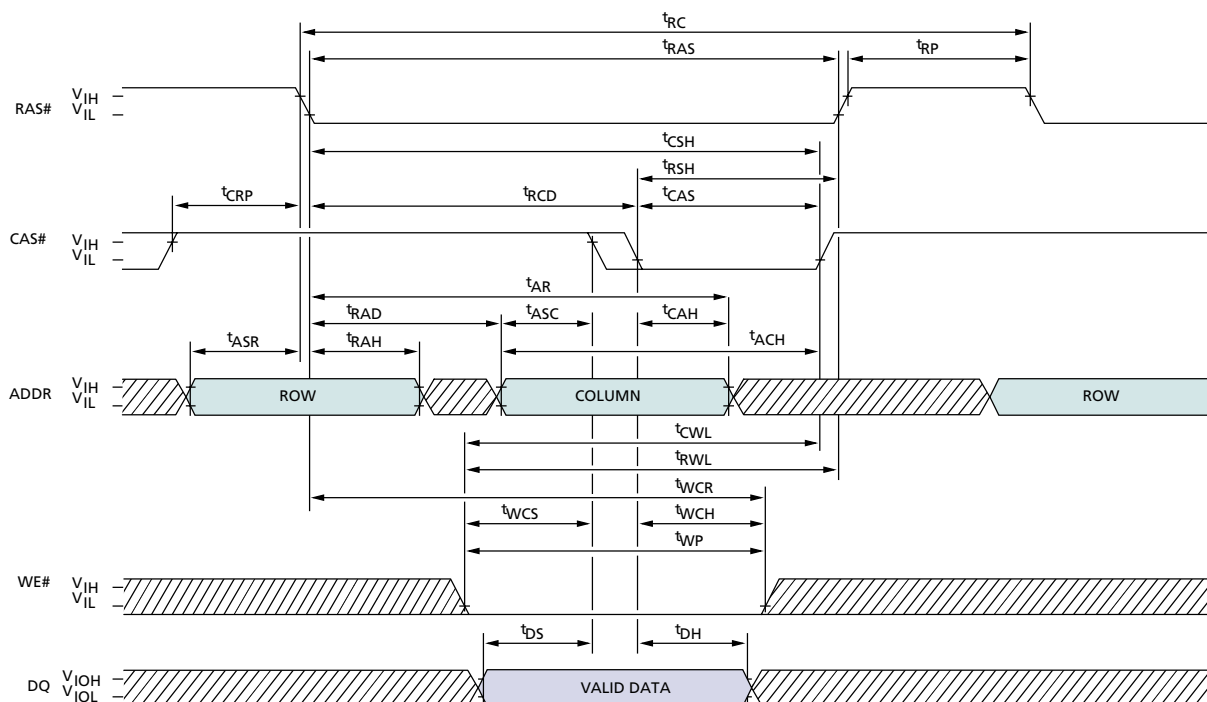 tRC
tRAS
tRP
RAS#
VIH
VIL
tCSH
tRSH
tCRP
tRCD
tCAS
CAS#
VIH
VIL
tAR
tRAD
tASC
tCAH
tASR
tRAH
tACH
ADDR
VIH
VIL
ROW
COLUMN
ROW
tCWL
tRWL
tWCR
tWCS
tWCH
tWP
WE#
VIH
VIL
tDS
tDH
DQ
VIOH
VIOL
VALID DATA